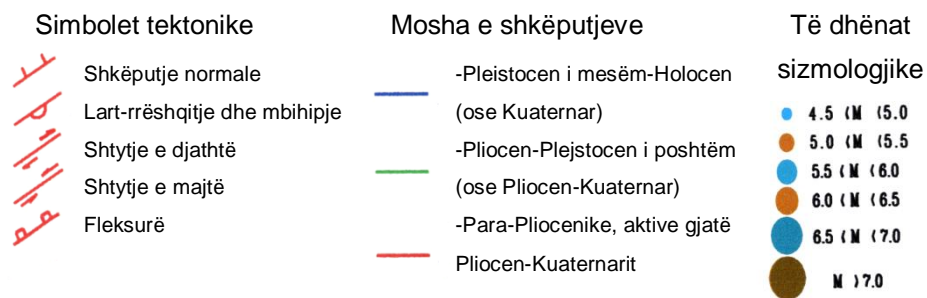 Simbolet tektonike
Shkëputje normale
Lart-rrëshqitje dhe mbihipje
Shtytje e djathtë
Shtytje e majtë
Fleksurë
Mosha e shkëputjeve
-Pleistocen i mesëm-Holocen
(ose Kuaternar)
-Pliocen-Plejstocen i poshtëm
(ose Pliocen-Kuaternar)
-Para-Pliocenike, aktive gjatë
Pliocen-Kuaternarit
Të dhënat
sizmologjike
4.5 ⟨M ⟨5.0
5.0 ⟨M ⟨5.5
5.5 ⟨M ⟨6.0
6.0 ⟨M ⟨6.5
6.5 ⟨M ⟨7.0
M ⟩7.0